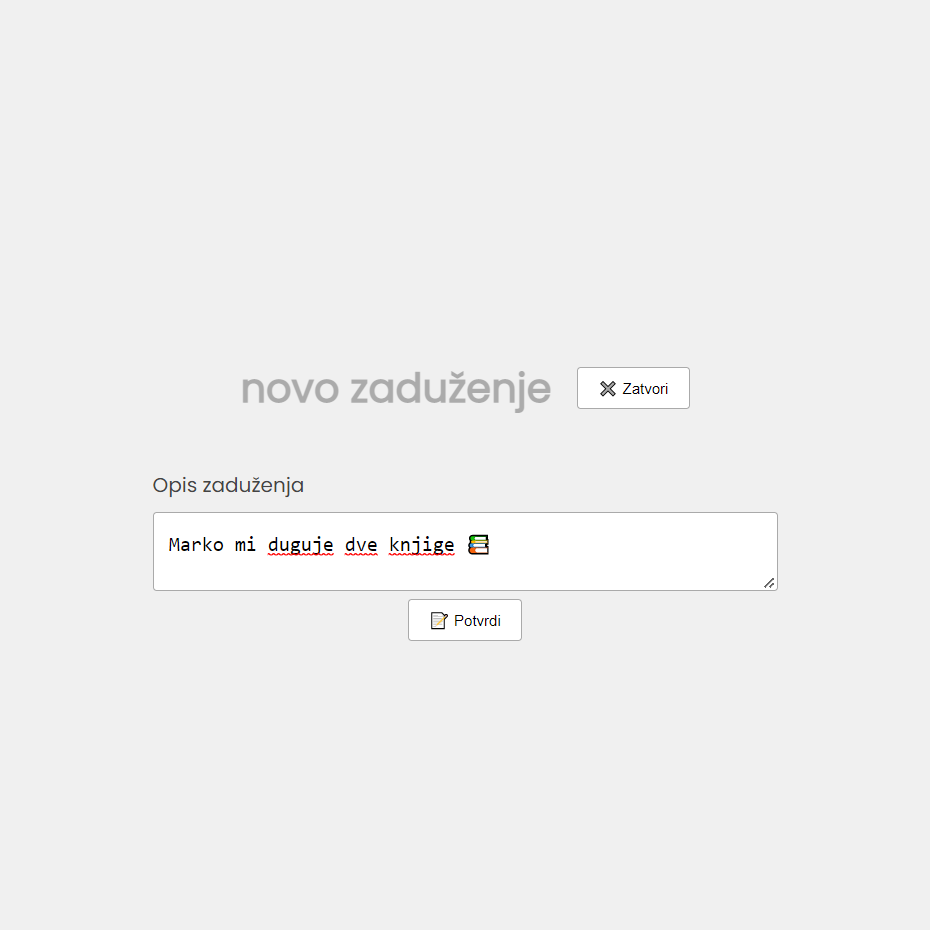 novo zaduženje
✖ Zatvori
Opis zaduženja
Marko mi duguje dve knjige 📚
📝 Potvrdi